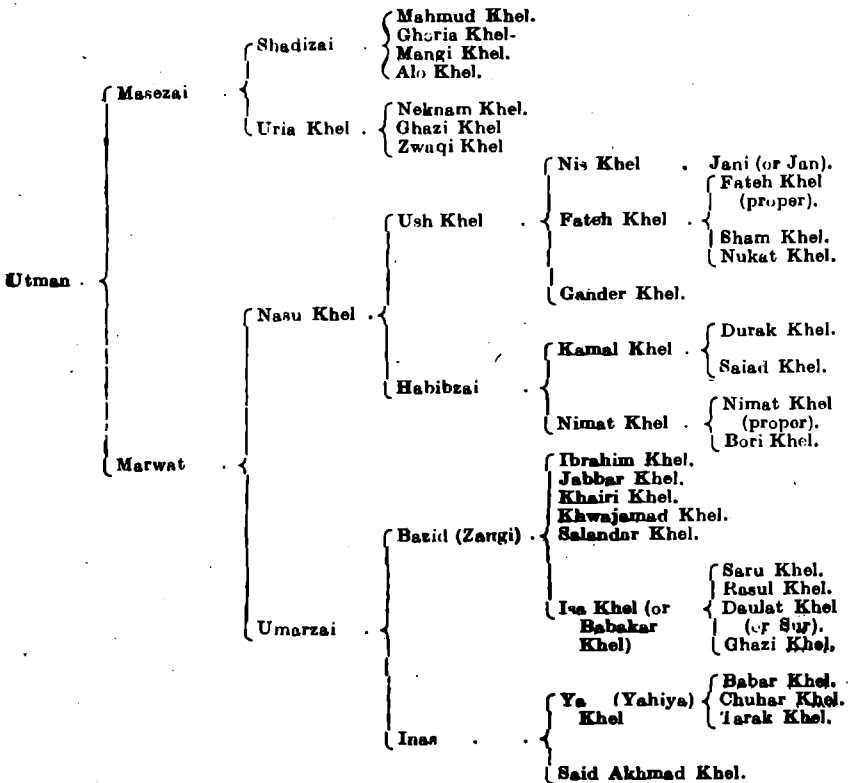 Mahmud Khel.
Shadizai
Ghoria Khel-
Mangi Khel.
Alo Khel.
Masezai
Uria Khel .
Neknam Khel.
Ghazi Khel
Zwaqi Khel
Nis Khel . Jani (or Jan).
Ush Khel .
Fateh Khel .
Fateh Khel
(proper).
Sham Khel.
Nukat Khel.
Utman .
Gander Khel.
Nasu Khel .
Kamal Khel .
Durak Khel.
Saiad Khel.
Habibzai
Nimat Khel .
Nimat Khel
(proper).
Bori Khel.
Marwat .
Ibrahim Khel.
Jabbar Khel.
Khairi Khel.
Khwajamad Khel.
Bazid (Zangi) .
Salandar Khel.
Isa Khel (or
Babakar
Khel)
Saru Khel.
Rasul Khel.
Daulat Khel
(or Sur).
Ghazi Khel.
Umarzai .
Ya (Yahiya)
Khel
Babar Khel.
Chuhar Khel.
Tarak Khel.
Inas . .
Said Akhmad Khel.